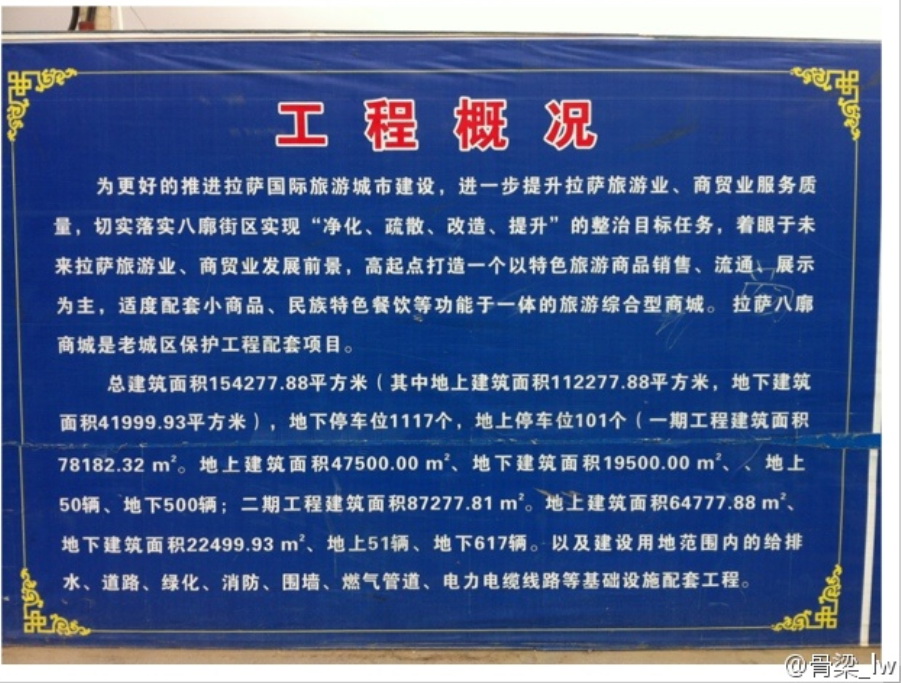 工程概况
为更好的推进拉萨国际旅游城市建设，进一步提升拉萨旅游业、商贸业服务质
量，切实落实八廓街区实现“净化、疏散、改造、提升”的整治目标任务，着眼于未
来拉萨旅游业、商贸业发展前景，高起点打造一个以特色旅游商品销售、流通、展示
为主，适度配套小商品、民族特色餐饮等功能于一体的旅游综合型商城。拉萨八廓
商城是老城区保护工程配套项目。
总建筑面积154277.88平方米（其中地上建筑面积112277.88平方米，地下建筑
面积41999.93平方米），地下停车位1117个，地上停车位101个（一期工程建筑面积
78182.32 m²。地上建筑面积47500.00 m²、地下建筑面积19500.00 m²、、地上
50辆、地下500辆；二期工程建筑面积87277.81 m²。地上建筑面积64777.88 m²、
地下建筑面积22499.93 m²、地上51辆、地下617辆。以及建设用地范围内的给排
水、道路、绿化、消防、围墙、燃气管道、电力电缆线路等基础设施配套工程。
@骨梁_lw